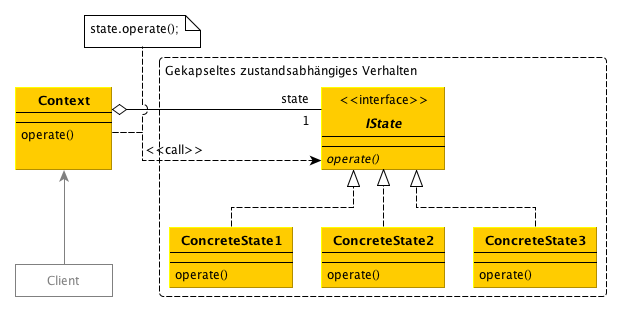 state.operate();
Gekapseltes zustandsabhängiges Verhalten
Context
operate()
state
1
<<interface>>
IState
operate()
<<call>>
ConcreteState1
operate()
ConcreteState2
operate()
ConcreteState3
operate()
Client